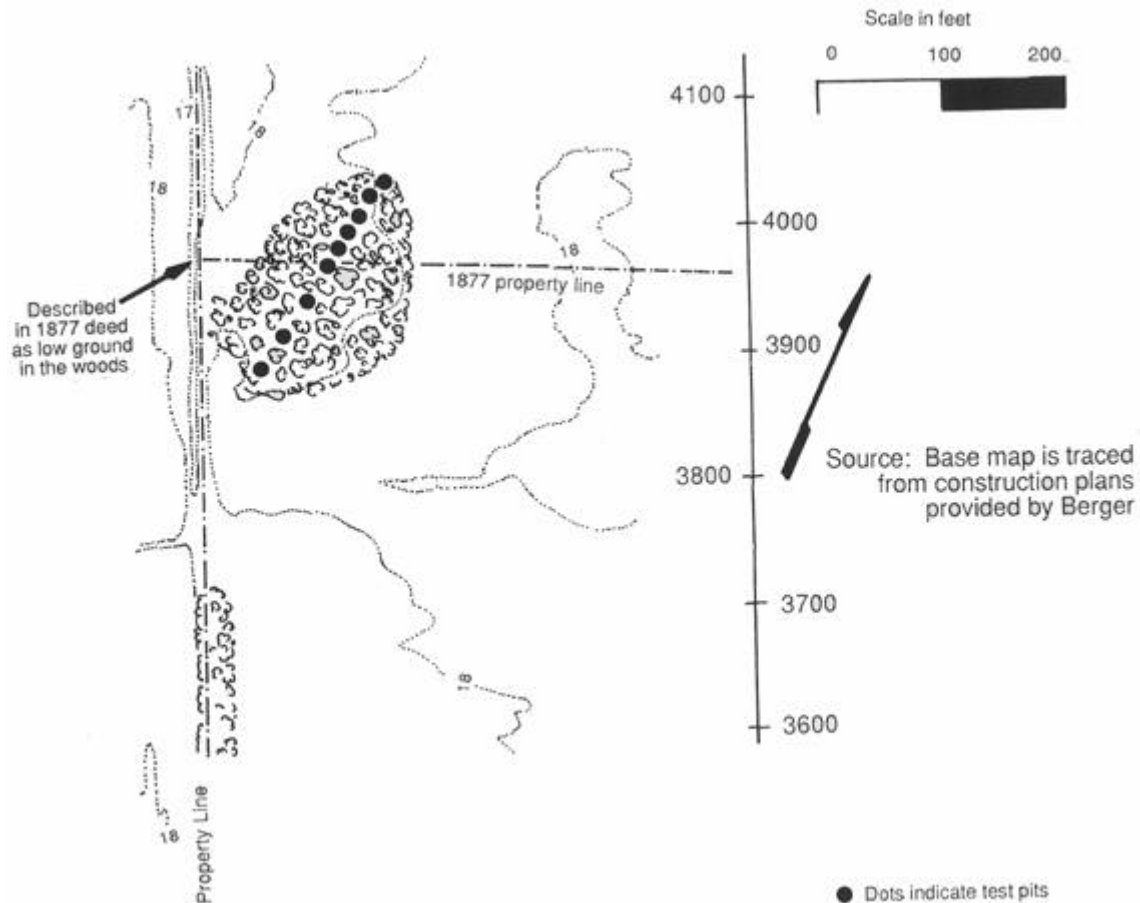 Scale in feet
0 100 200
4100
17
18
18
18
4000
18
1877 property line
Described
in 1877 deed
as low ground
in the woods
3900
3800
Source: Base map is traced
from construction plans
provided by Berger
3700
18
3600
18
Property Line
Dots indicate test pits